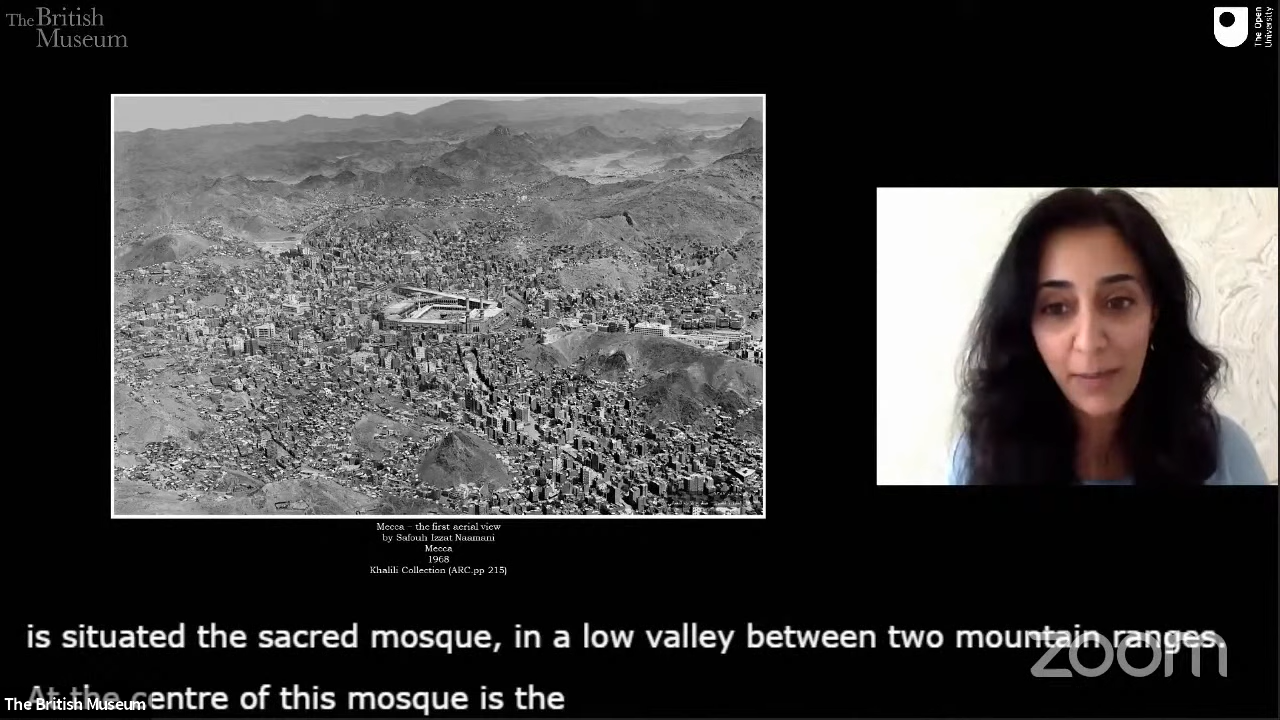 The British
Museum
The Open
University
Mecca – the first aerial view
by Safouh Izzat Naamani
Mecca
1968
Khalili Collection (ARC.pp 215)
is situated the sacred mosque, in a low valley between two mountain ranges.
zoom
At the centre of this mosque is the
The British Museum